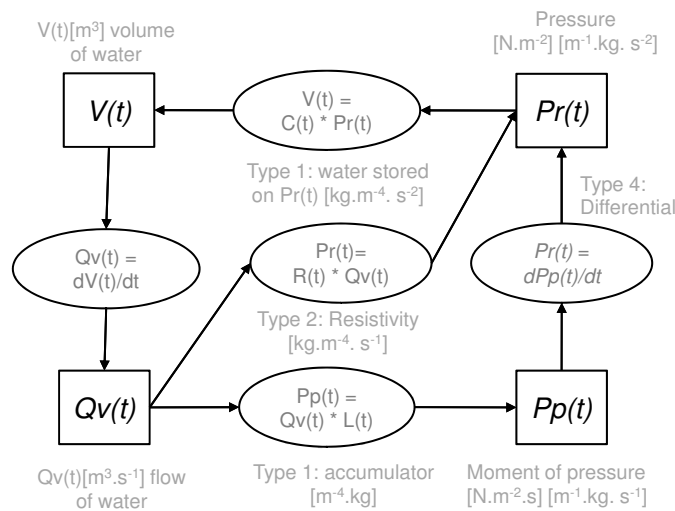 V(t)[m³] volume
of water
Pressure
[N.m⁻²] [m⁻¹.kg. s⁻²]
V(t)
V(t) =
C(t) * Pr(t)
Pr(t)
Type 1: water stored
on Pr(t) [kg.m⁻⁴. s⁻²]
Type 4:
Differential
Qv(t) =
dV(t)/dt
Pr(t)=
R(t) * Qv(t)
Pr(t) =
dPp(t)/dt
Type 2: Resistivity
[kg.m⁻⁴. s⁻¹]
Qv(t)
Pp(t) =
Qv(t) * L(t)
Pp(t)
Qv(t)[m³.s⁻¹] flow
of water
Type 1: accumulator
[m⁻⁴.kg]
Moment of pressure
[N.m⁻².s] [m⁻¹.kg. s⁻¹]